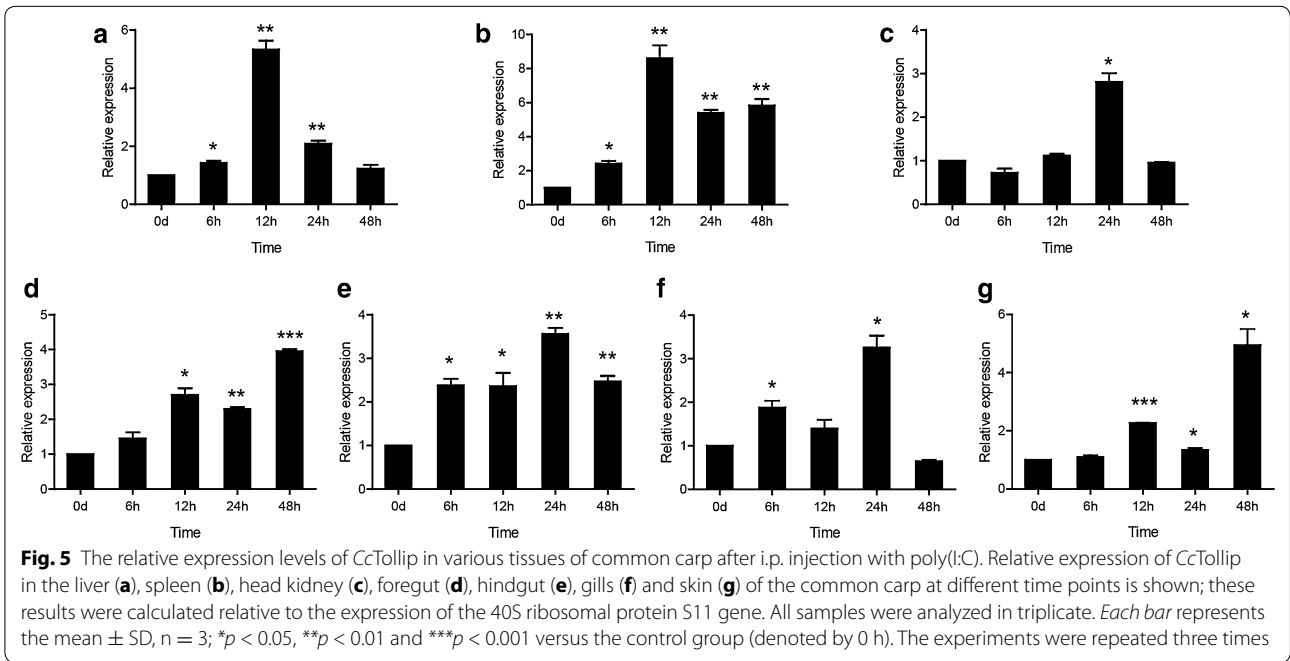 a
Relative expression
6
4
2
0
**
*
**
0d 6h 12h 24h 48h
Time
b
Relative expression
10
8
6
4
2
0
**
**
**
*
0d 6h 12h 24h 48h
Time
c
Relative expression
4
3
2
1
0
*
0d 6h 12h 24h 48h
Time
d
Relative expression
5
4
3
2
1
0
***
*
**
0d 6h 12h 24h 48h
Time
e
Relative expression
4
3
2
1
0
**
*
*
**
0d 6h 12h 24h 48h
Time
f
Relative expression
4
3
2
1
0
*
*
0d 6h 12h 24h 48h
Time
g
Relative expression
6
4
2
0
*
***
*
0d 6h 12h 24h 48h
Time
Fig. 5 The relative expression levels of CcTollip in various tissues of common carp after i.p. injection with poly(I:C). Relative expression of CcTollip
in the liver (a), spleen (b), head kidney (c), foregut (d), hindgut (e), gills (f) and skin (g) of the common carp at different time points is shown; these
results were calculated relative to the expression of the 40S ribosomal protein S11 gene. All samples were analyzed in triplicate. Each bar represents
the mean ± SD, n = 3; *p < 0.05, **p < 0.01 and ***p < 0.001 versus the control group (denoted by 0 h). The experiments were repeated three times